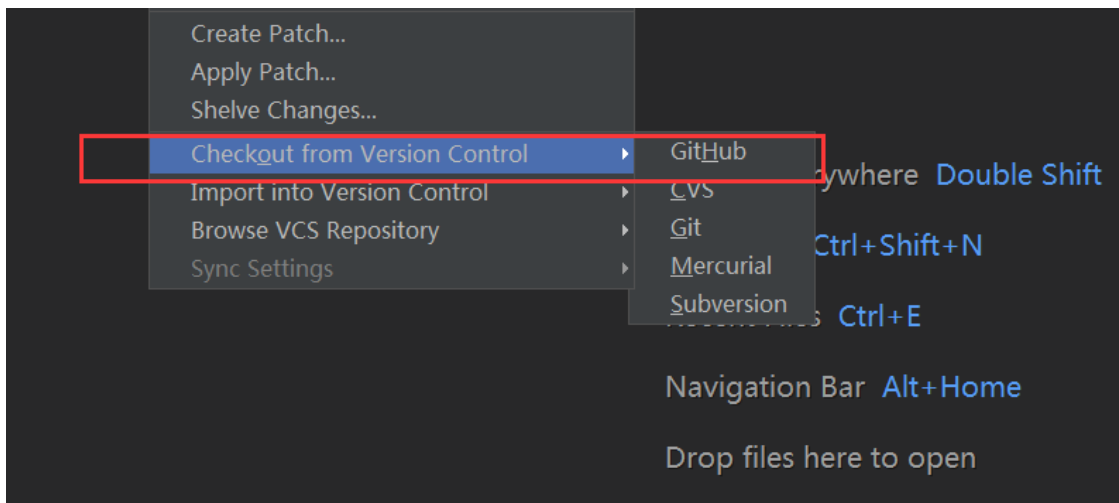 Create Patch...
Apply Patch...
Shelve Changes...
Checkout from Version Control
Import into Version Control
Browse VCS Repository
Sync Settings
GitHub
CVS
Git
Mercurial
Subversion
ywhere Double Shift
Ctrl+Shift+N
Ctrl+E
Navigation Bar Alt+Home
Drop files here to open